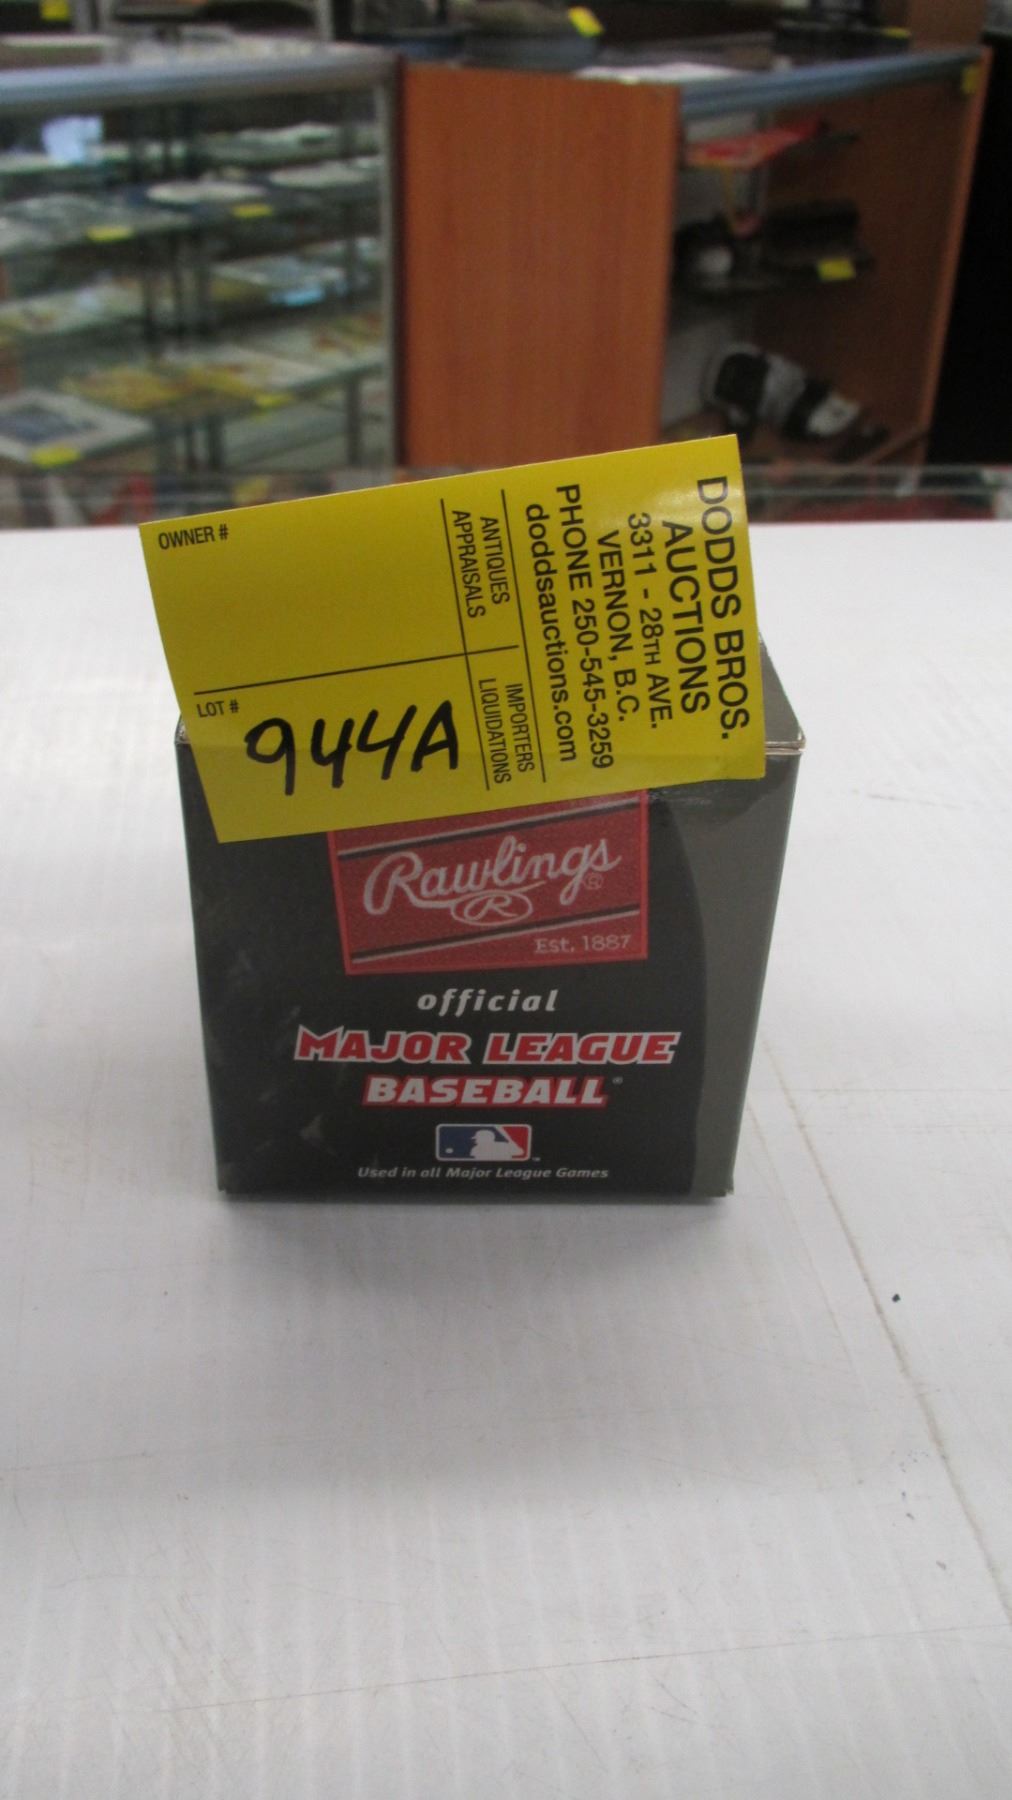 DODDS BROS.
AUCTIONS
3311 - 28TH AVE.
VERNON, B.C.
PHONE 250-545-3259
doddsauctions.com
ANTIQUES
APPRAISALS
IMPORTERS
LIQUIDATIONS
OWNER #
LOT # 944A
Rawlings®
R
Est. 1887
official
MAJOR LEAGUE
BASEBALL®
Used in all Major League Games